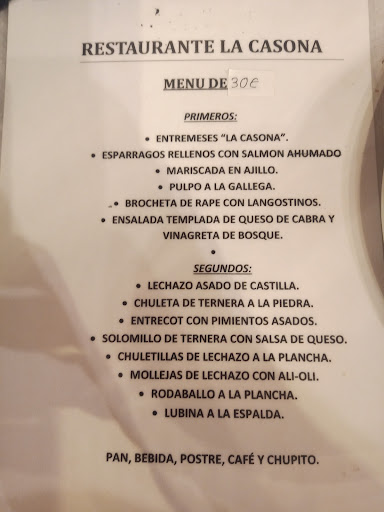 RESTAURANTE LA CASONA
MENU DE 30€
PRIMEROS:
• ENTREMESES "LA CASONA".
• ESPARRAGOS RELLENOS CON SALMON AHUMADO
• MARISCADA EN AJILLO.
• PULPO A LA GALLEGA.
• BROCHETA DE RAPE CON LANGOSTINOS.
• ENSALADA TEMPLADA DE QUESO DE CABRA Y
VINAGRETA DE BOSQUE.
•
SEGUNDOS:
• LECHAZO ASADO DE CASTILLA.
• CHULETA DE TERNERA A LA PIEDRA.
• ENTRECOT CON PIMIENTOS ASADOS.
• SOLOMILLO DE TERNERA CON SALSA DE QUESO.
• CHULETILLAS DE LECHAZO A LA PLANCHA.
• MOLLEJAS DE LECHAZO CON ALI-OLI.
• RODABALLO A LA PLANCHA.
• LUBINA A LA ESPALDA.
PAN, BEBIDA, POSTRE, CAFÉ Y CHUPITO.